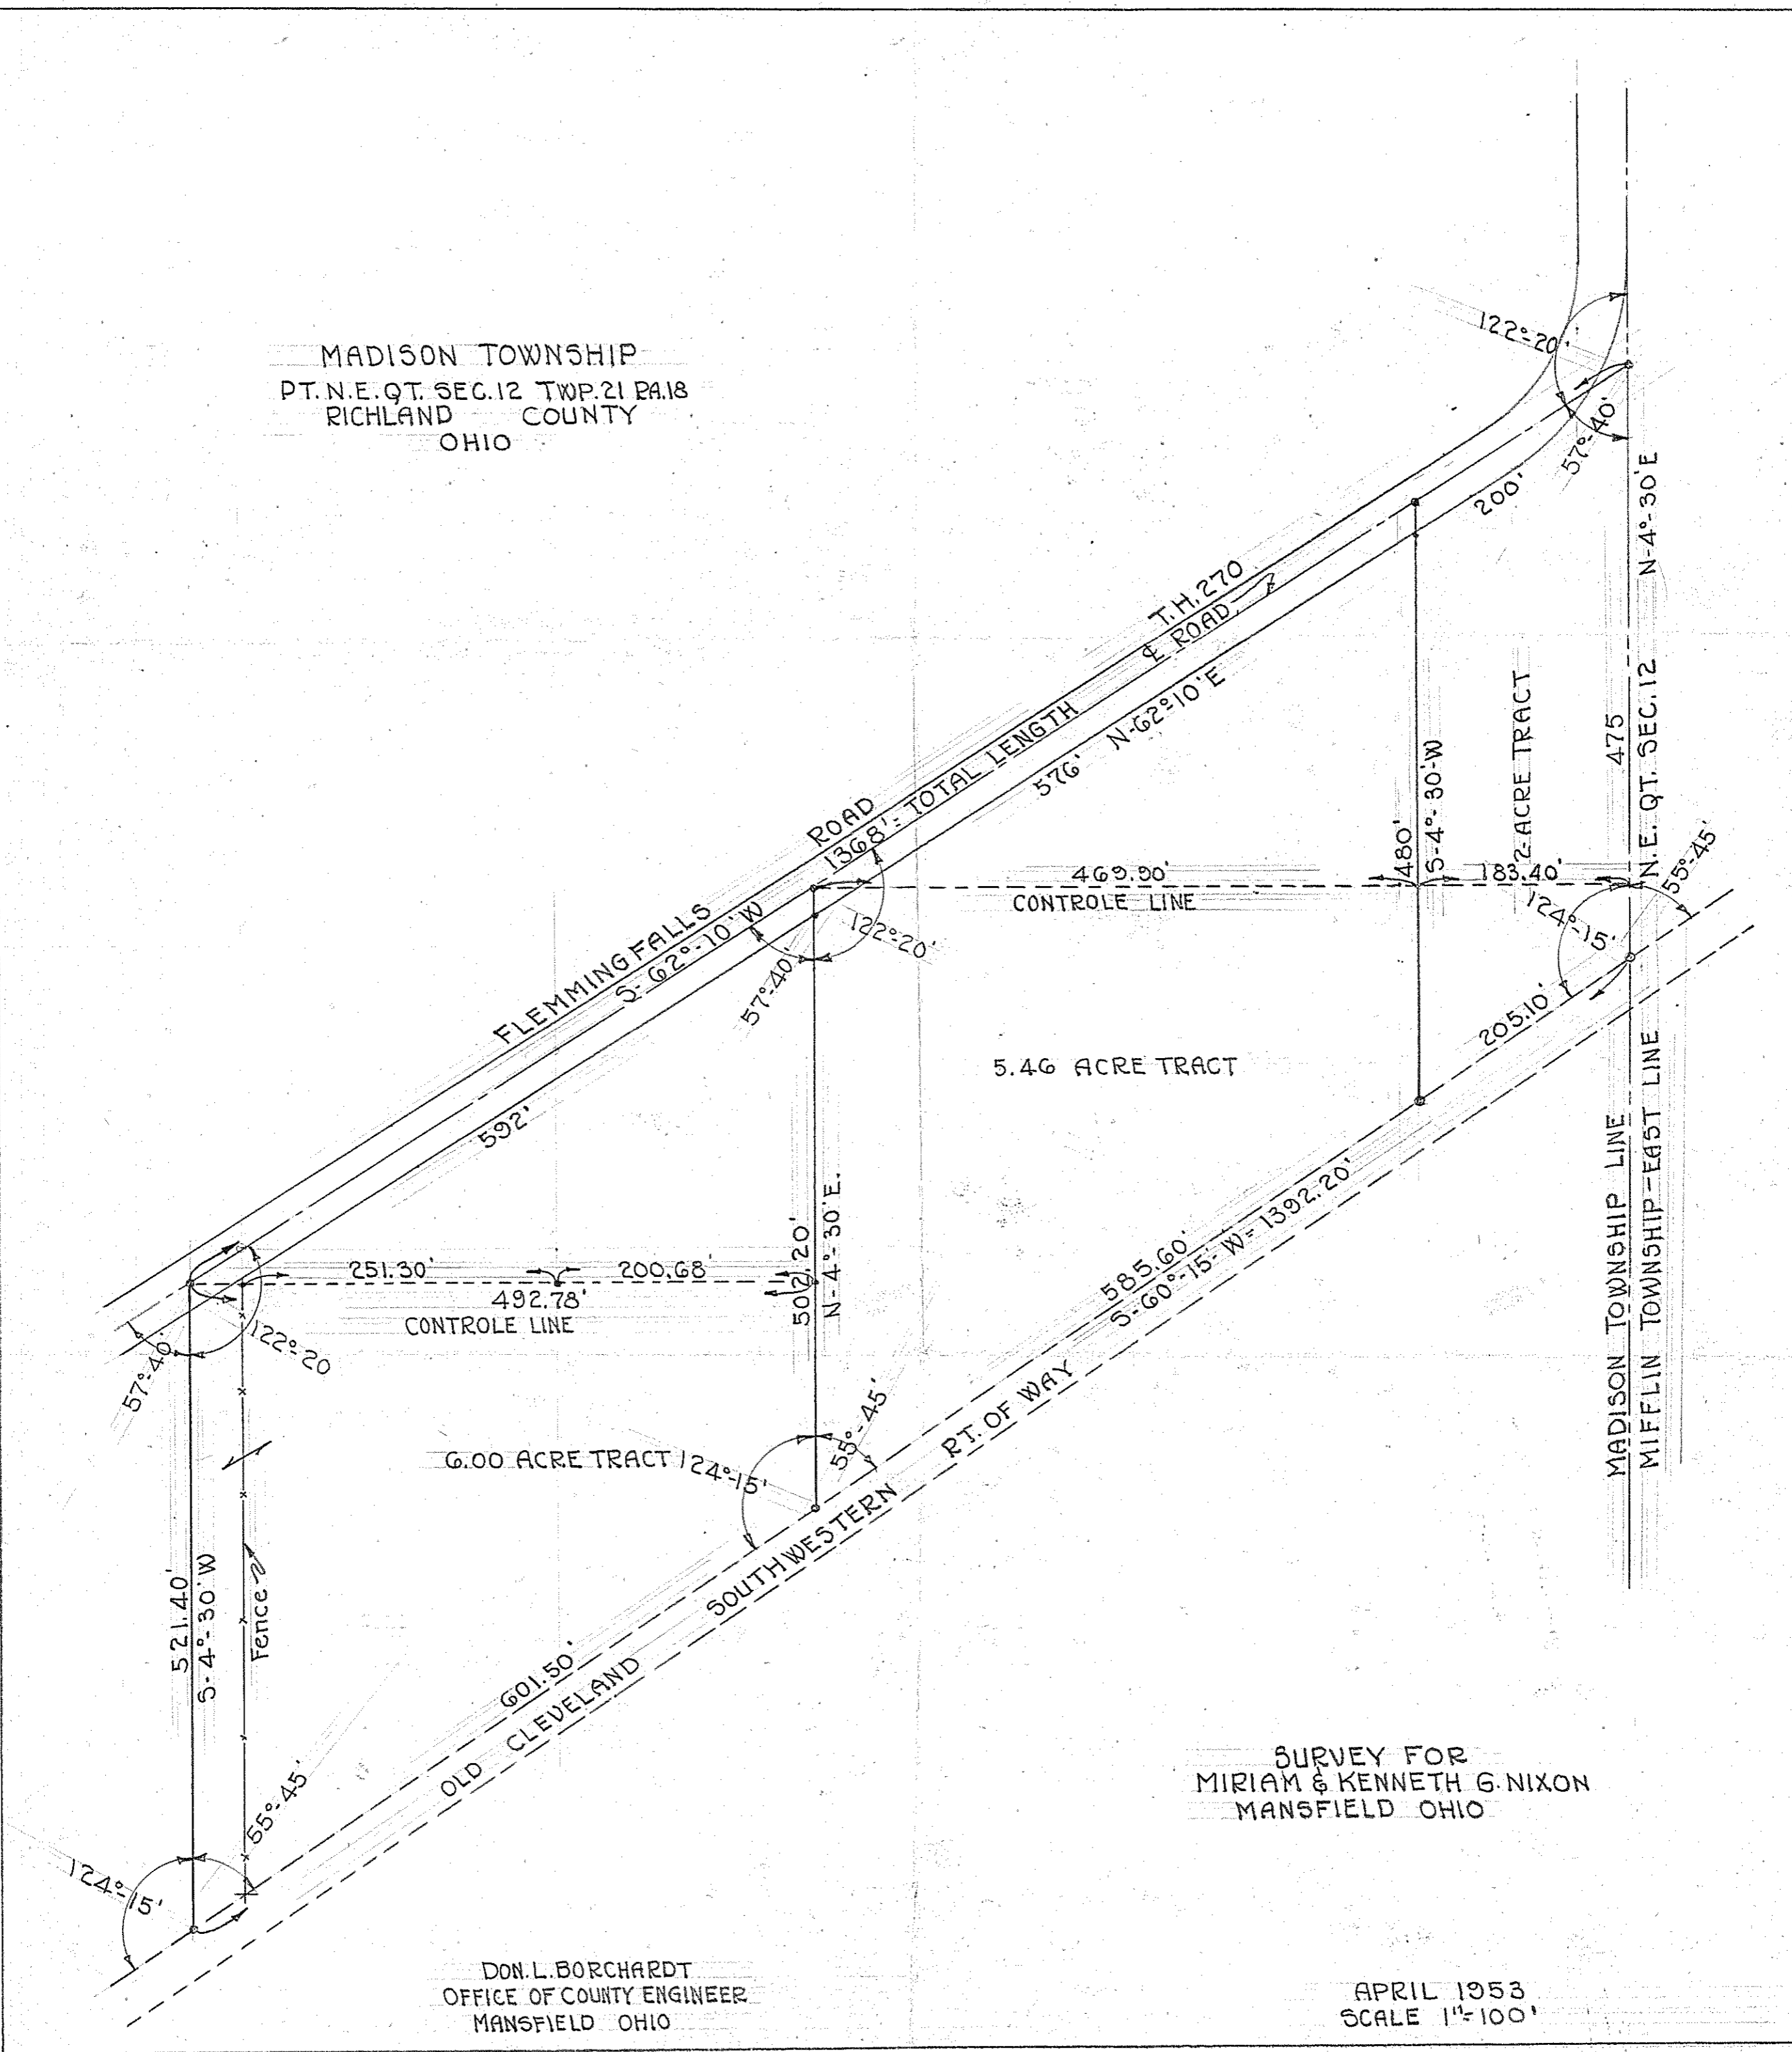 MADISON TOWNSHIP
PT. N.E. QT. SEC. 12 TWP. 21 RA. 18
RICHLAND COUNTY
OHIO
122°-20'
57°-40'
200'
N-4°-30'E
T.H. 270
℄ ROAD
FLEMMING FALLS ROAD
1368' = TOTAL LENGTH
S-62°-10'W
576' N-62°10'E
592'
480'
S-4°-30'-W
2-ACRE TRACT
475
N.E. QT. SEC. 12
55°-45'
124°-15'
469.90'
CONTROLE LINE
183.40'
122°-20'
57°-40'
205.10'
5.46 ACRE TRACT
MADISON TOWNSHIP LINE
MIFFLIN TOWNSHIP-EAST LINE
251.30'
200.68'
492.78'
CONTROLE LINE
502.20'
N-4°-30'E.
585.60'
S-60°-15'-W = 1392.20'
122°-20
57°-40'
6.00 ACRE TRACT
124°-15'
55°-45'
521.40'
S-4°-30'W
Fence
601.50'
OLD CLEVELAND SOUTHWESTERN RT. OF WAY
55°-45'
124°-15'
SURVEY FOR
MIRIAM & KENNETH G. NIXON
MANSFIELD OHIO
DON. L. BORCHARDT
OFFICE OF COUNTY ENGINEER
MANSFIELD OHIO
APRIL 1953
SCALE 1"=100'